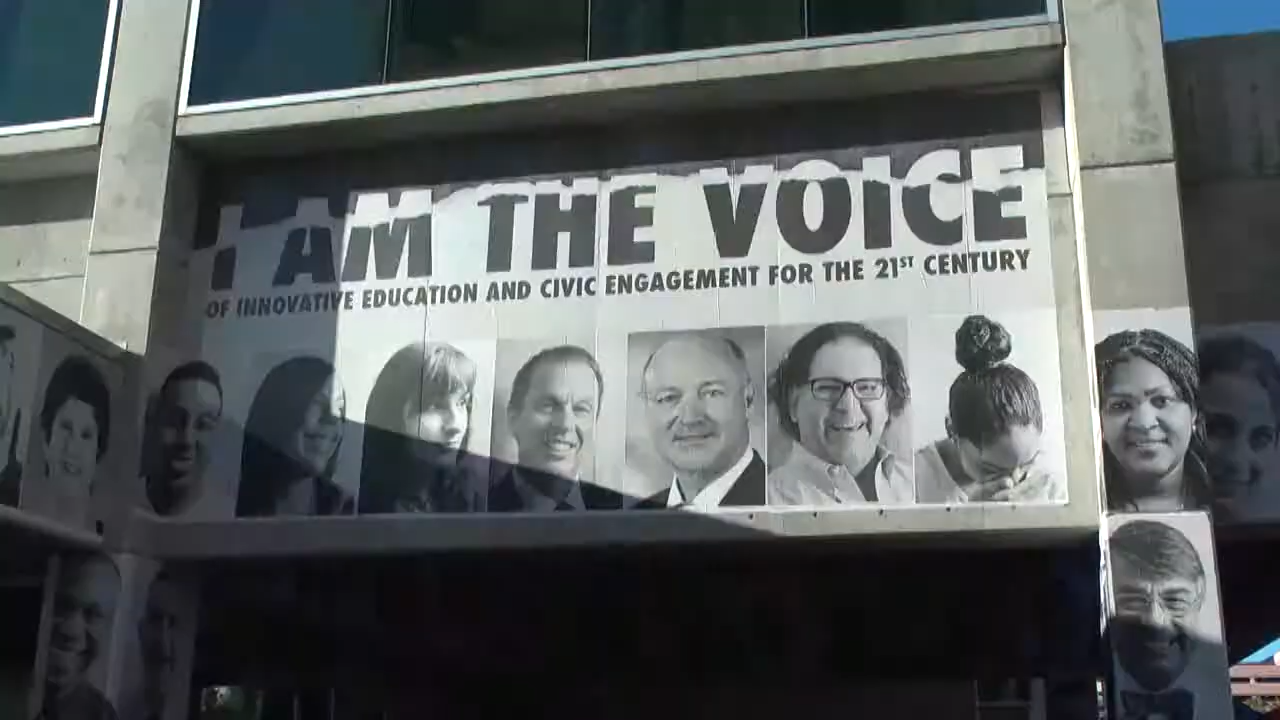 I AM THE VOICE
OF INNOVATIVE EDUCATION AND CIVIC ENGAGEMENT FOR THE 21ST CENTURY